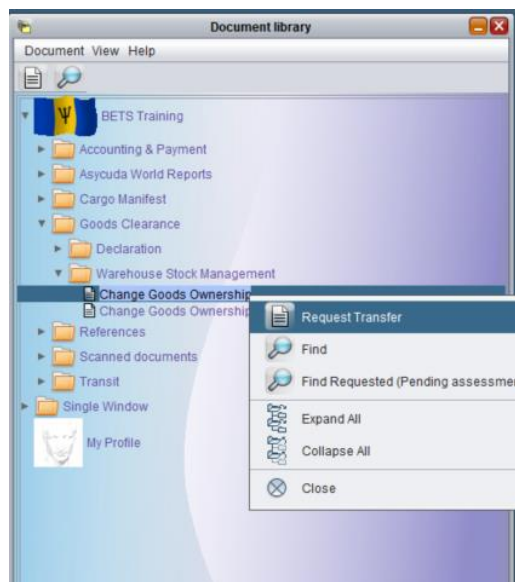 Document library
Document View Help
BETS Training
Accounting & Payment
Asycuda World Reports
Cargo Manifest
Goods Clearance
Declaration
Warehouse Stock Management
Change Goods Ownership
Change Goods Ownership
Request Transfer
References
Find
Scanned documents
Transit
Find Requested (Pending
Single Window
Expand All
My Profile
Collapse All
Close